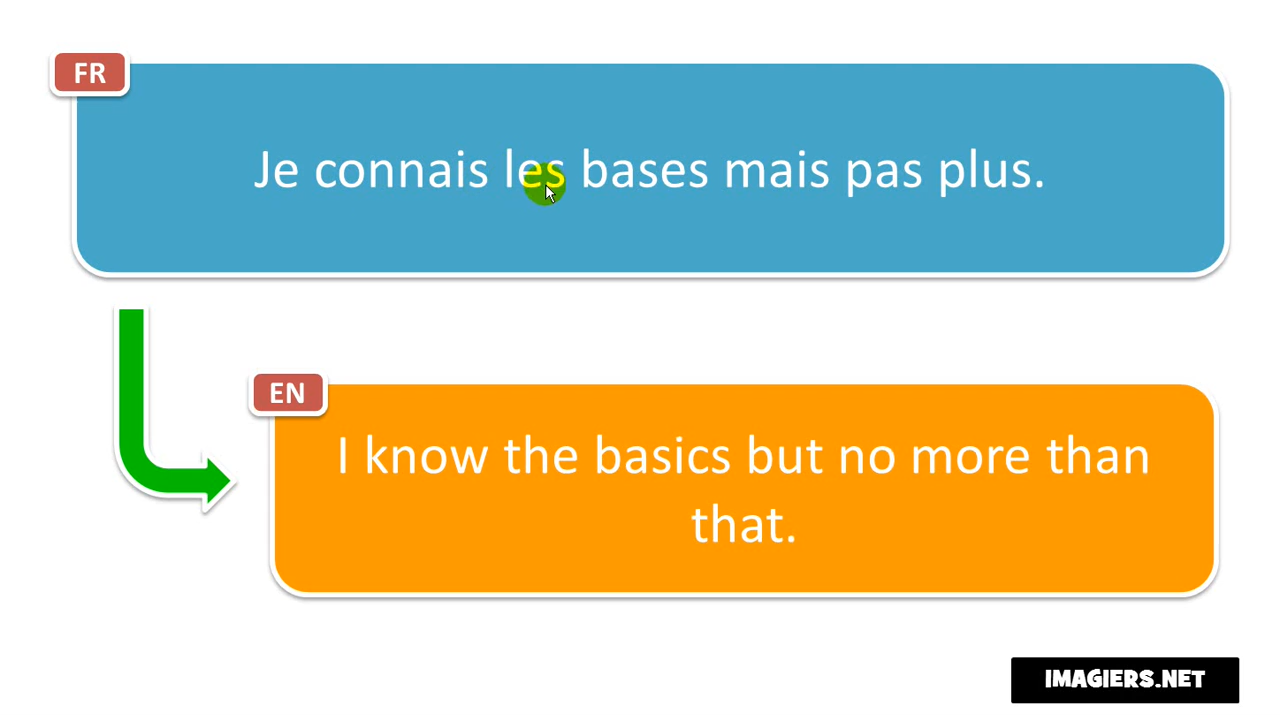 FR
Je connais les bases mais pas plus.
EN
I know the basics but no more than
that.
IMAGIERS.NET